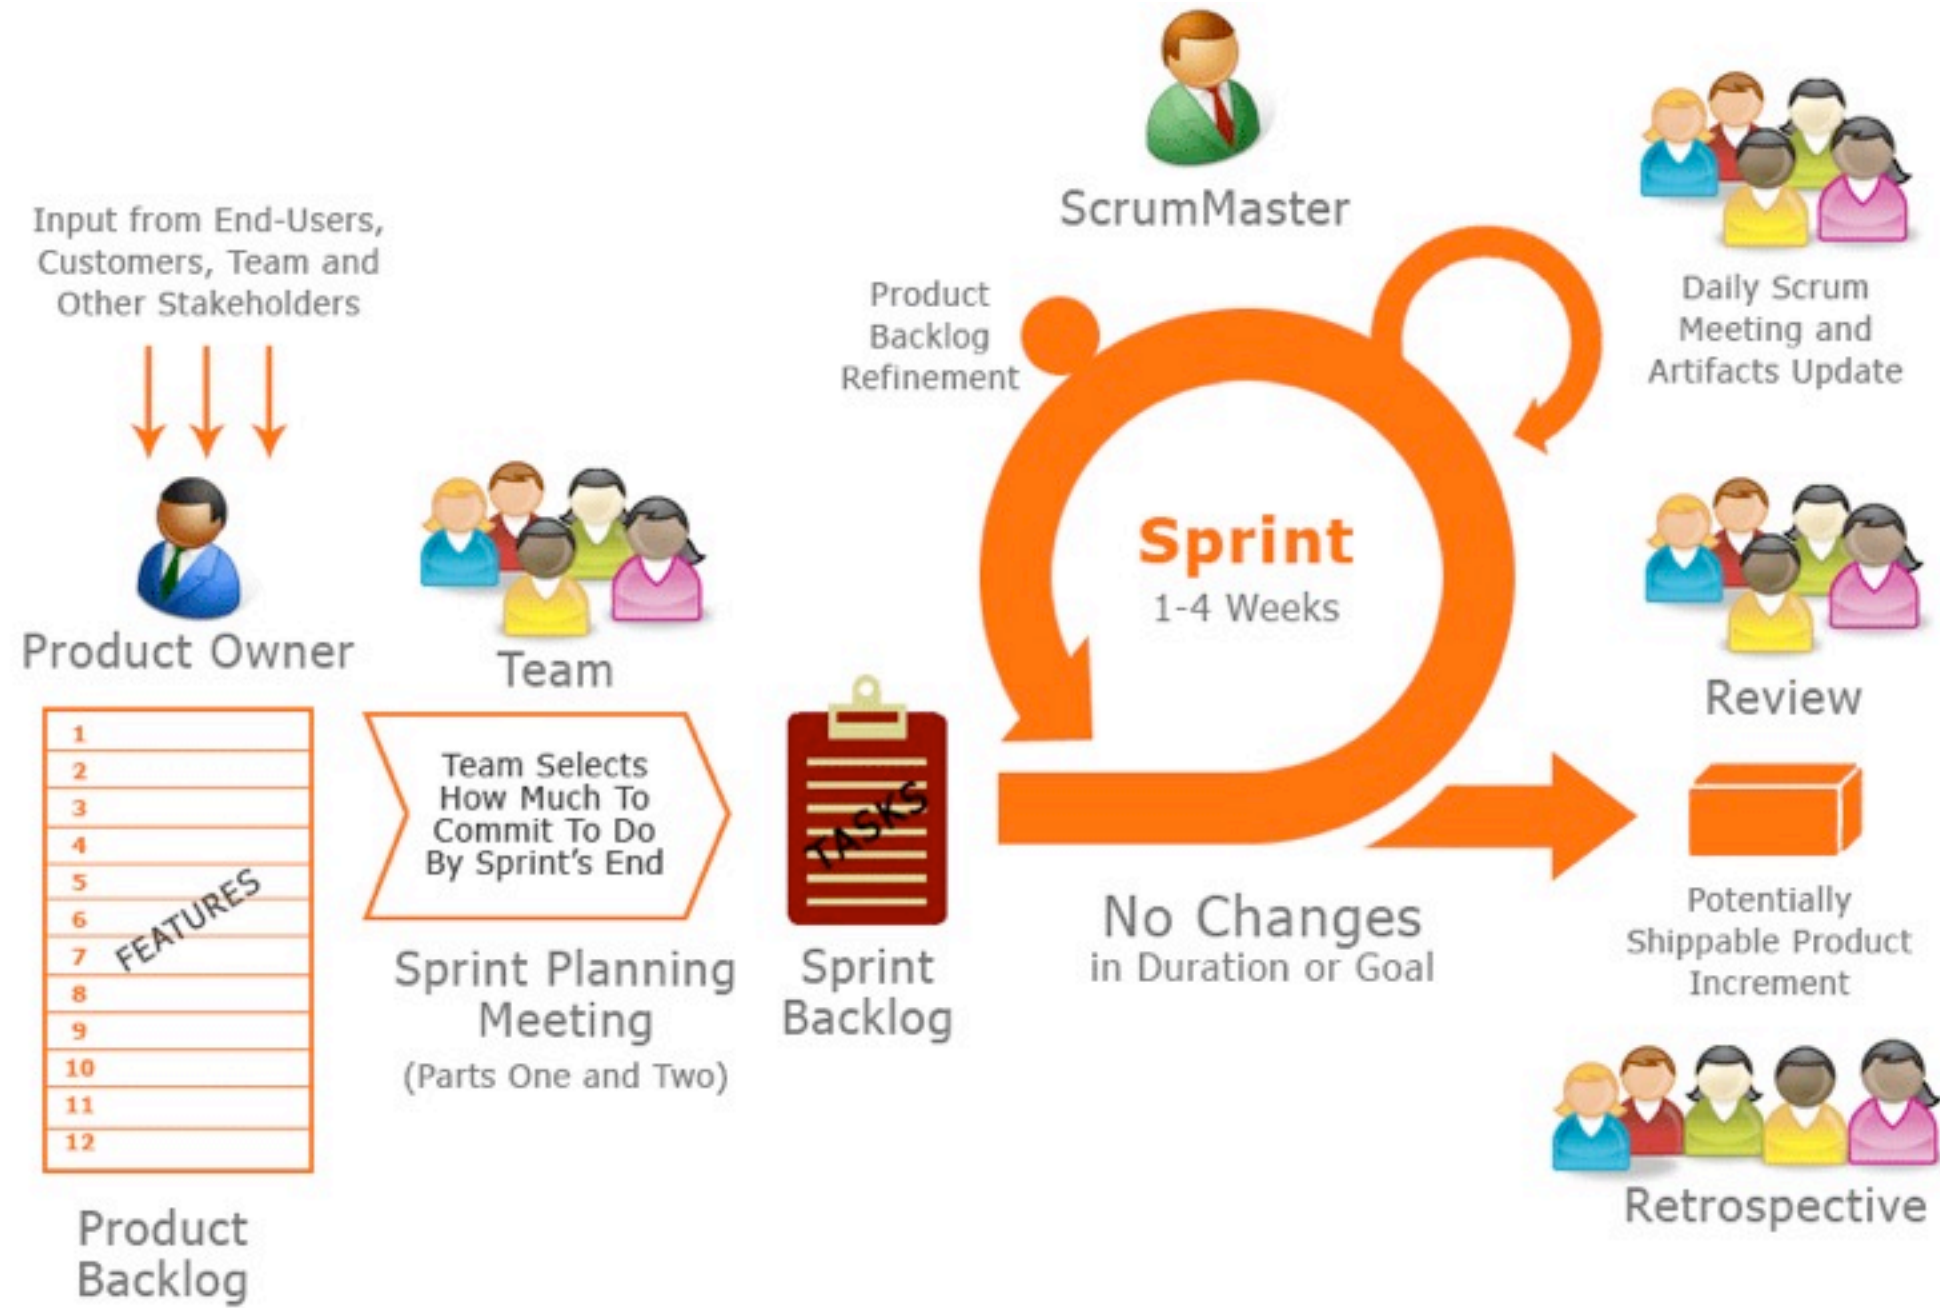 Input from End-Users,
Customers, Team and
Other Stakeholders
Product Owner
1
2
3
4
5
6
7
8
9
10
11
12
FEATURES
Product
Backlog
Team
Team Selects
How Much To
Commit To Do
By Sprint's End
Sprint Planning
Meeting
(Parts One and Two)
TASKS
Sprint
Backlog
ScrumMaster
Product
Backlog
Refinement
Sprint
1-4 Weeks
No Changes
in Duration or Goal
Daily Scrum
Meeting and
Artifacts Update
Review
Potentially
Shippable Product
Increment
Retrospective